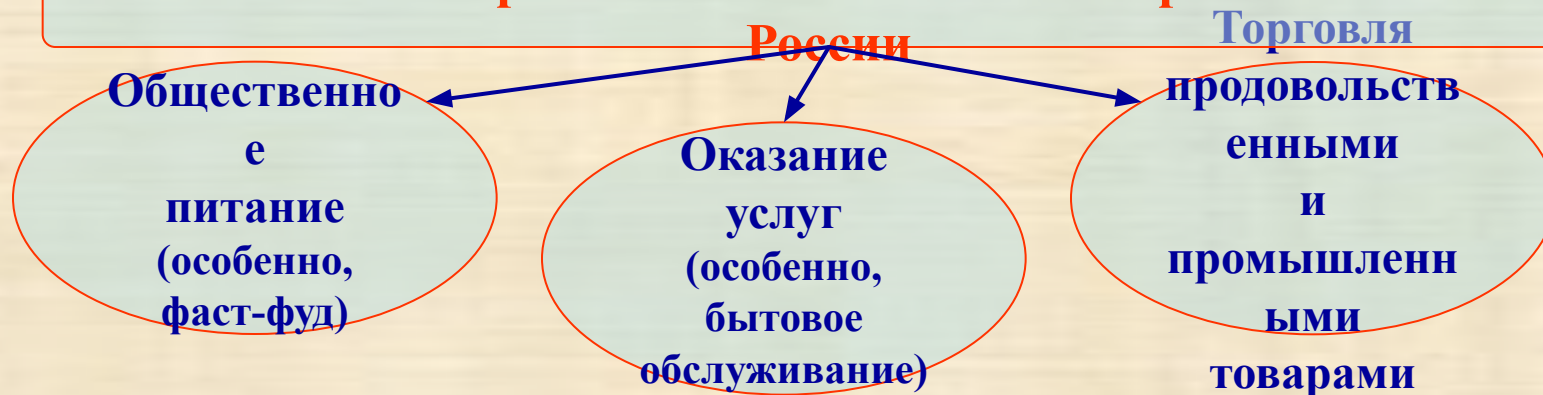 России
Общественно
е
питание
(особенно,
фаст-фуд)
Оказание
услуг
(особенно,
бытовое
обслуживание)
Торговля
продовольств
енными
и
промышленн
ыми
товарами